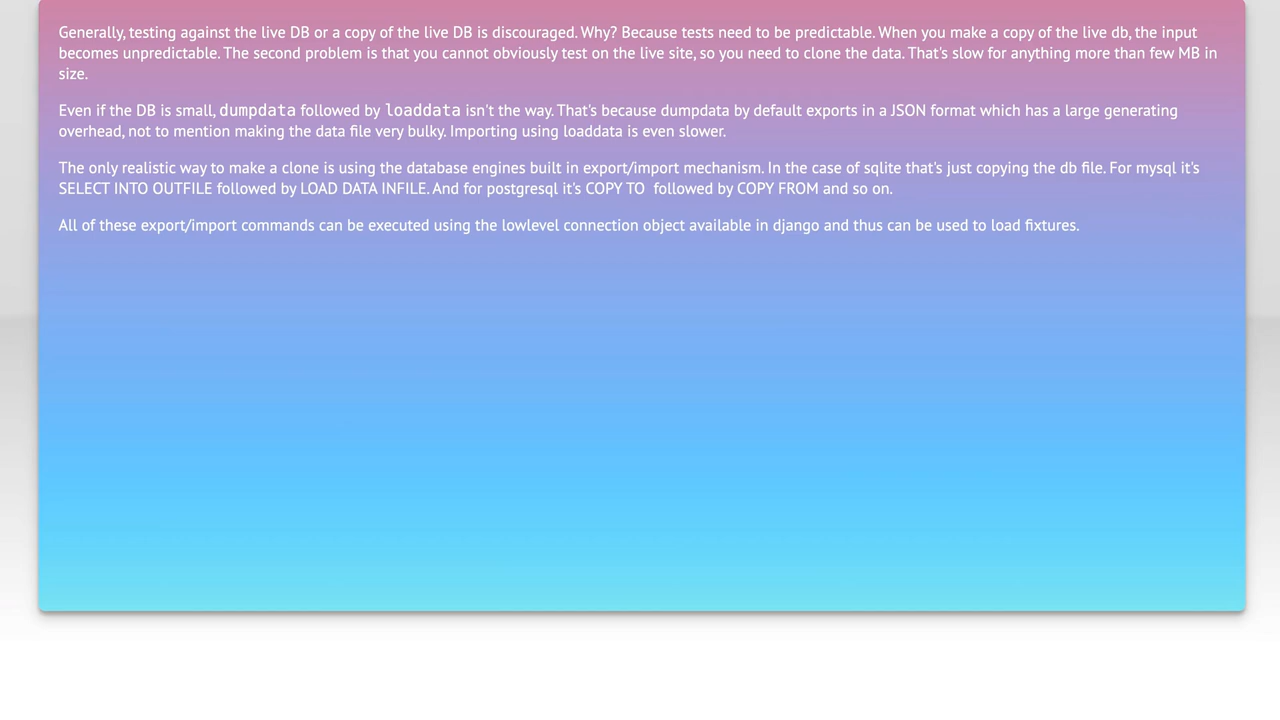 Generally, testing against the live DB or a copy of the live DB is discouraged. Why? Because tests need to be predictable. When you make a copy of the live db, the input
becomes unpredictable. The second problem is that you cannot obviously test on the live site, so you need to clone the data. That's slow for anything more than few MB in
size.
Even if the DB is small, dumpdata followed by loaddata isn't the way. That's because dumpdata by default exports in a JSON format which has a large generating
overhead, not to mention making the data file very bulky. Importing using loaddata is even slower.
The only realistic way to make a clone is using the database engines built in export/import mechanism. In the case of sqlite that's just copying the db file. For mysql it's
SELECT INTO OUTFILE followed by LOAD DATA INFILE. And for postgresql it's COPY TO  followed by COPY FROM and so on.
All of these export/import commands can be executed using the lowlevel connection object available in django and thus can be used to load fixtures.